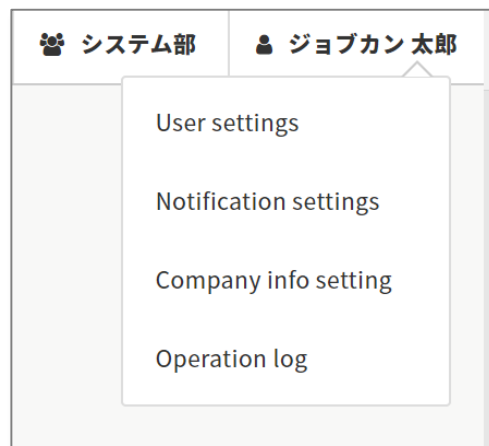 システム部 ジョブカン 太郎
User settings
Notification settings
Company info setting
Operation log